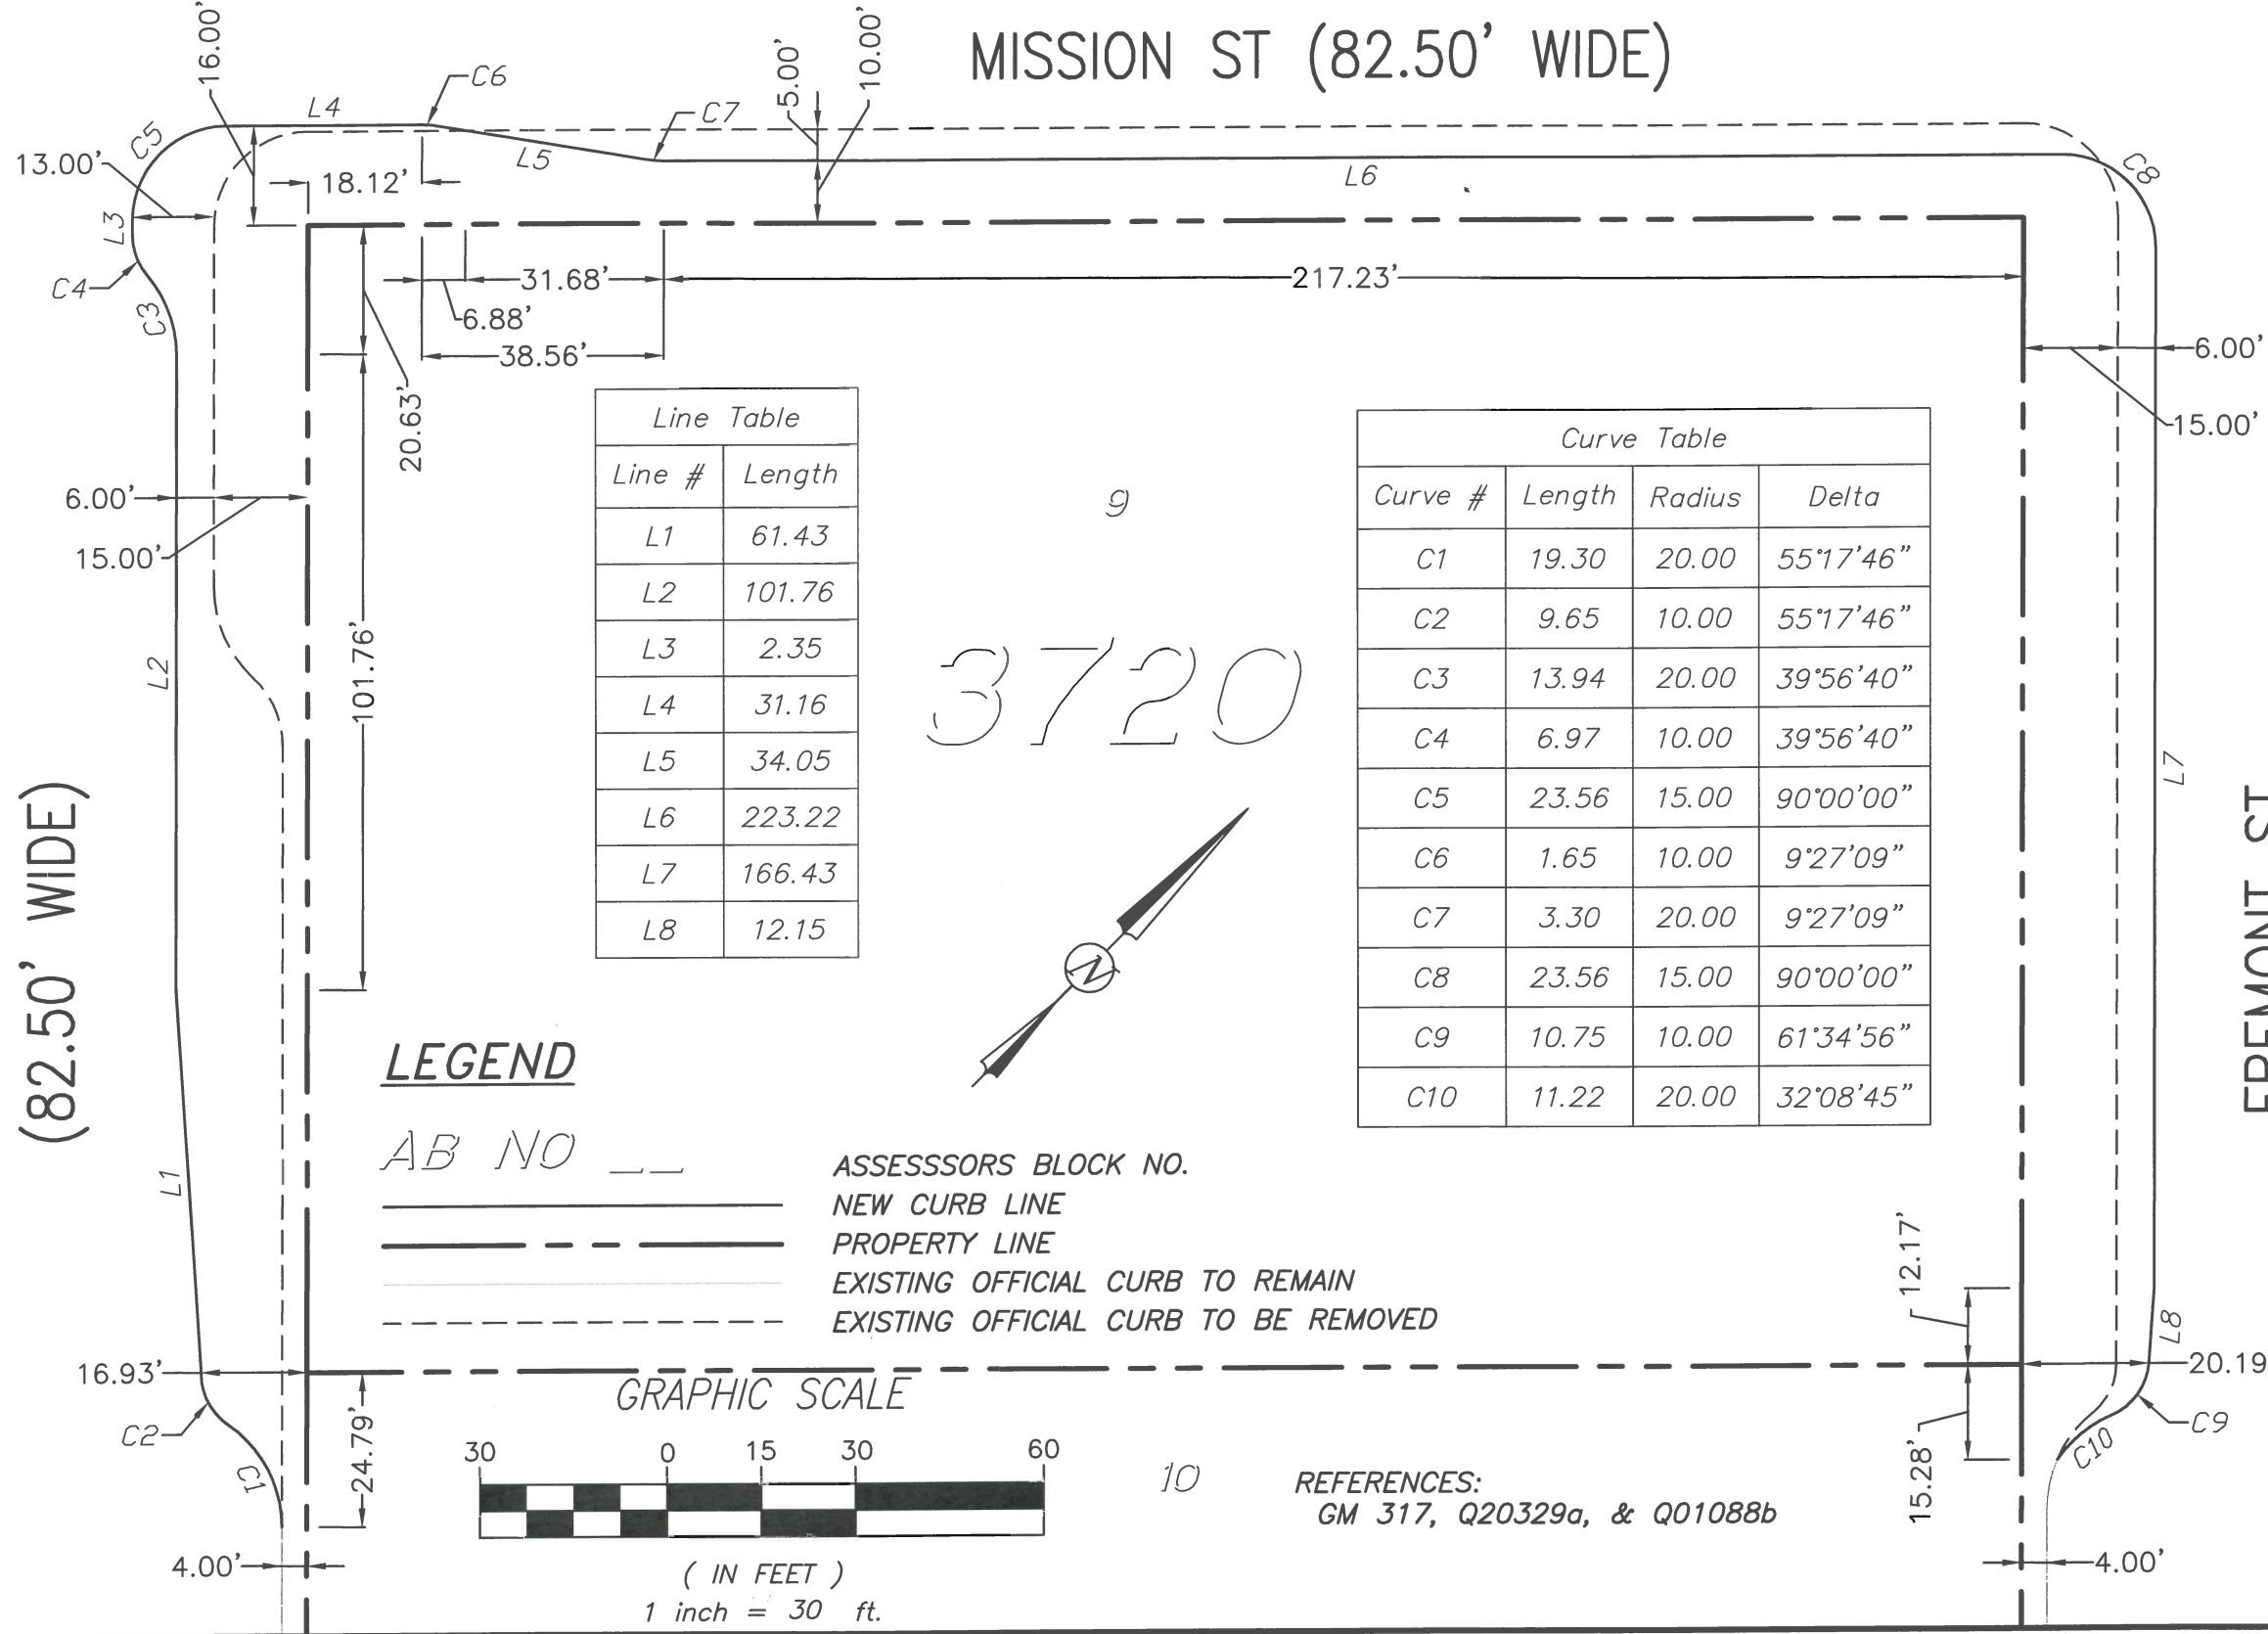 MISSION ST (82.50' WIDE)
16.00'
C6
L4
C5
13.00'
18.12'
L5
C7
5.00'
10.00'
L6
C8
L3
C4
C3
31.68'
6.88'
38.56'
217.23'
20.63'
6.00'
15.00'
6.00'
15.00'
101.76'
L2
L1
(82.50' WIDE)
Line Table
Line # Length
L1 61.43
L2 101.76
L3 2.35
L4 31.16
L5 34.05
L6 223.22
L7 166.43
L8 12.15
9
3720
Curve Table
Curve # Length Radius Delta
C1 19.30 20.00 55°17'46"
C2 9.65 10.00 55°17'46"
C3 13.94 20.00 39°56'40"
C4 6.97 10.00 39°56'40"
C5 23.56 15.00 90°00'00"
C6 1.65 10.00 9°27'09"
C7 3.30 20.00 9°27'09"
C8 23.56 15.00 90°00'00"
C9 10.75 10.00 61°34'56"
C10 11.22 20.00 32°08'45"
L7
FREMONT ST
N
LEGEND
AB NO __ ASSESSSORS BLOCK NO.
NEW CURB LINE
PROPERTY LINE
EXISTING OFFICIAL CURB TO REMAIN
EXISTING OFFICIAL CURB TO BE REMOVED
12.17'
L8
20.19
16.93'
C2
C1
24.79'
4.00'
GRAPHIC SCALE
30 0 15 30 60
( IN FEET )
1 inch = 30 ft.
10
REFERENCES:
GM 317, Q20329a, & Q01088b
15.28'
C9
C10
4.00'